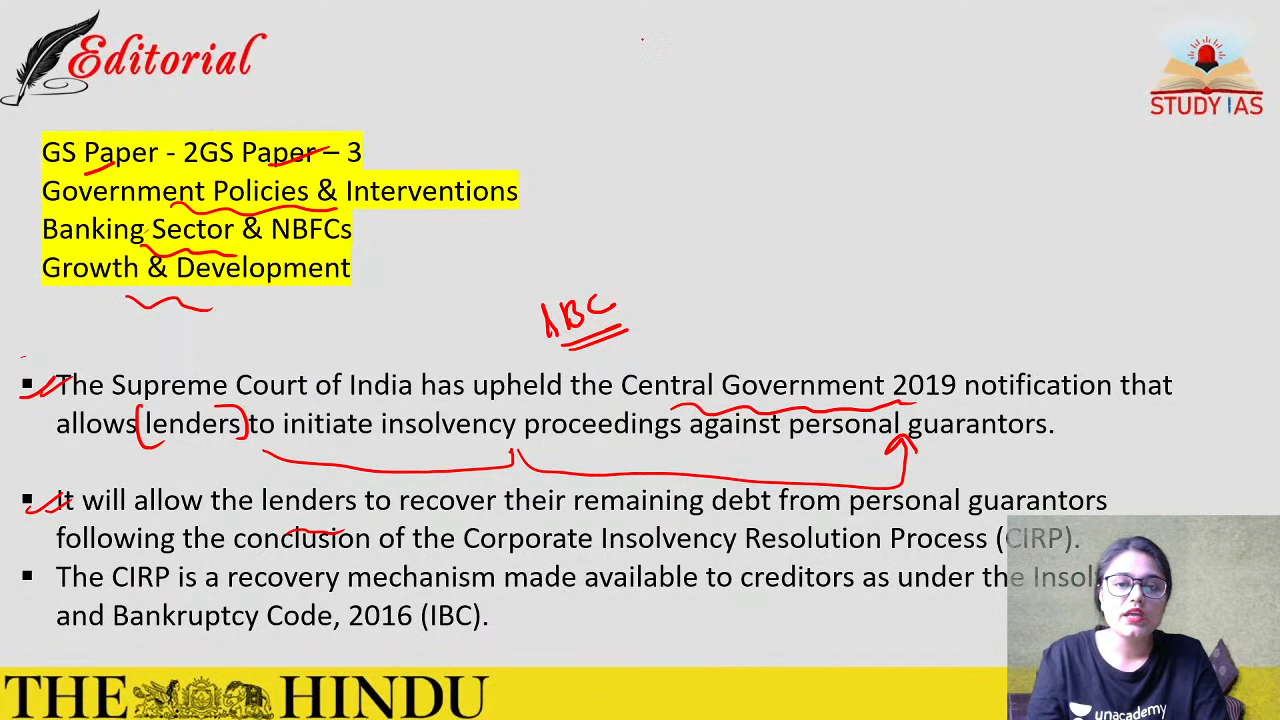 Editorial
STUDY IAS
GS Paper - 2GS Paper – 3
Government Policies & Interventions
Banking Sector & NBFCs
Growth & Development
ABC
▪ The Supreme Court of India has upheld the Central Government 2019 notification that
allows lenders to initiate insolvency proceedings against personal guarantors.
▪ It will allow the lenders to recover their remaining debt from personal guarantors
following the conclusion of the Corporate Insolvency Resolution Process (CIRP).
▪ The CIRP is a recovery mechanism made available to creditors as under the Insol
and Bankruptcy Code, 2016 (IBC).
THE HINDU
unacademy